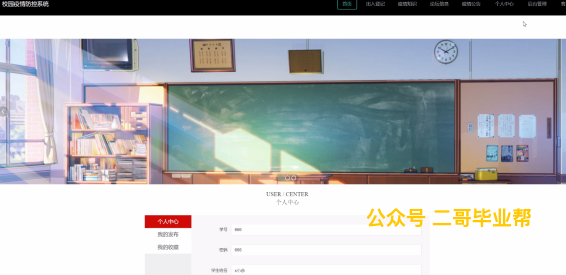 校园疫情防控系统
首页 出入登记 疫情知识 论坛信息 疫情公告 个人中心 后台管理
USER / CENTER
个人中心
公众号 二哥毕业帮
个人中心
学号
我的发布
密码
我的收藏
学生姓名